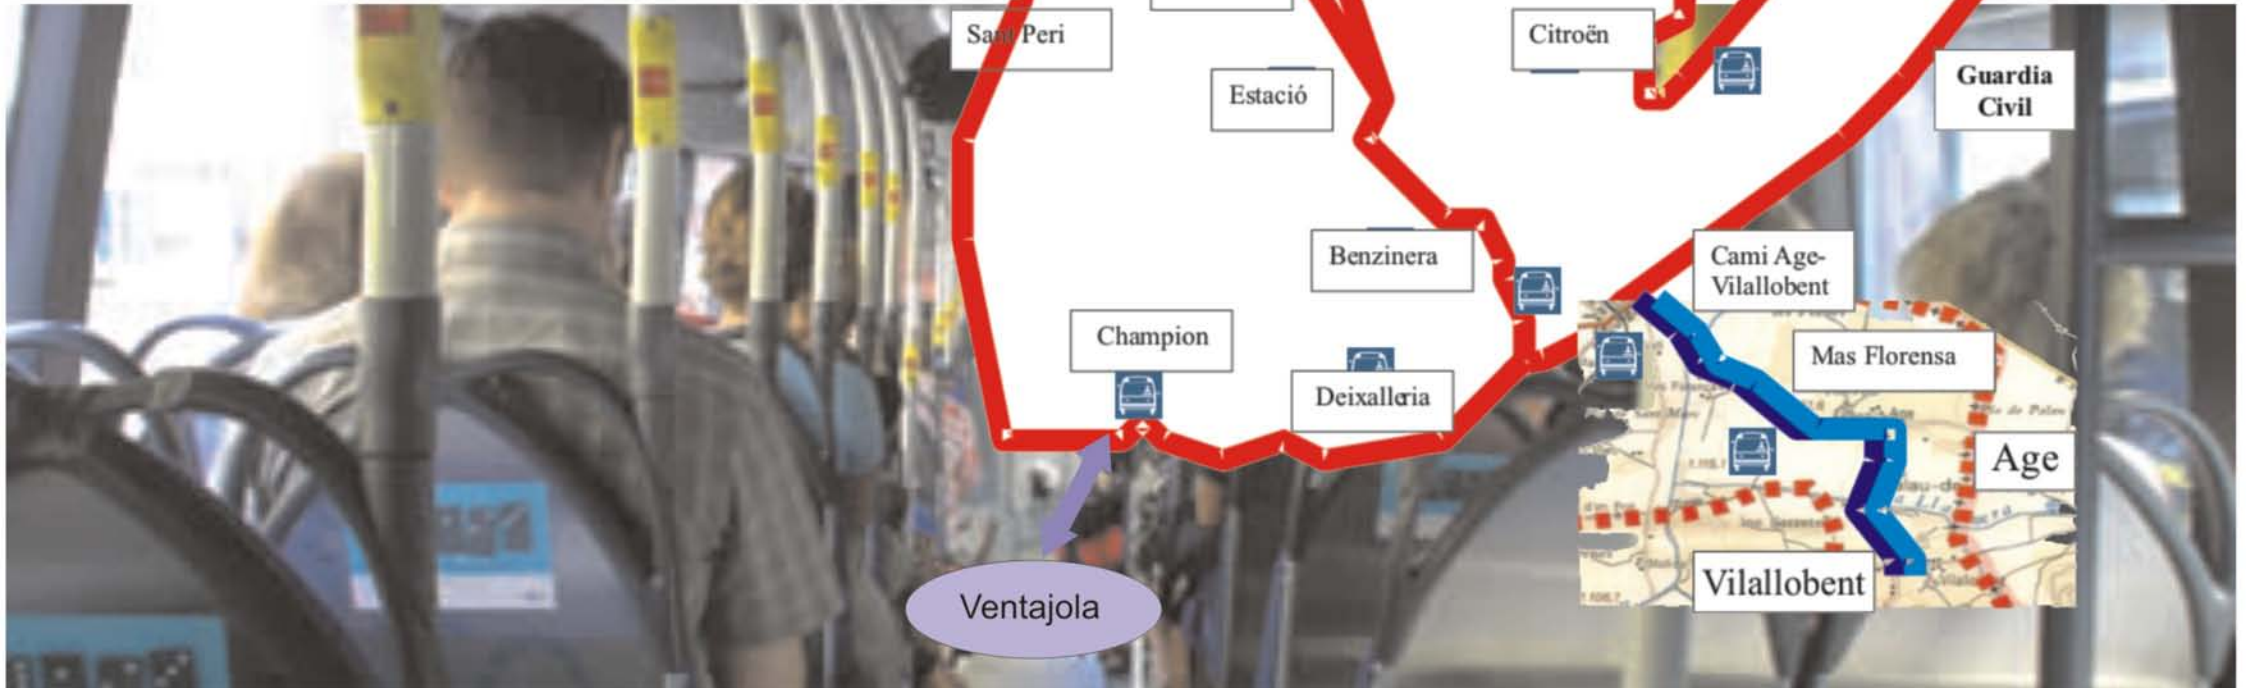 Sant Peri
Citroën
Guardia
Civil
Estació
Benzinera
Cami Age-
Vilallobent
Champion
Mas Florensa
Deixalleria
Age
Vilallobent
Ventajola